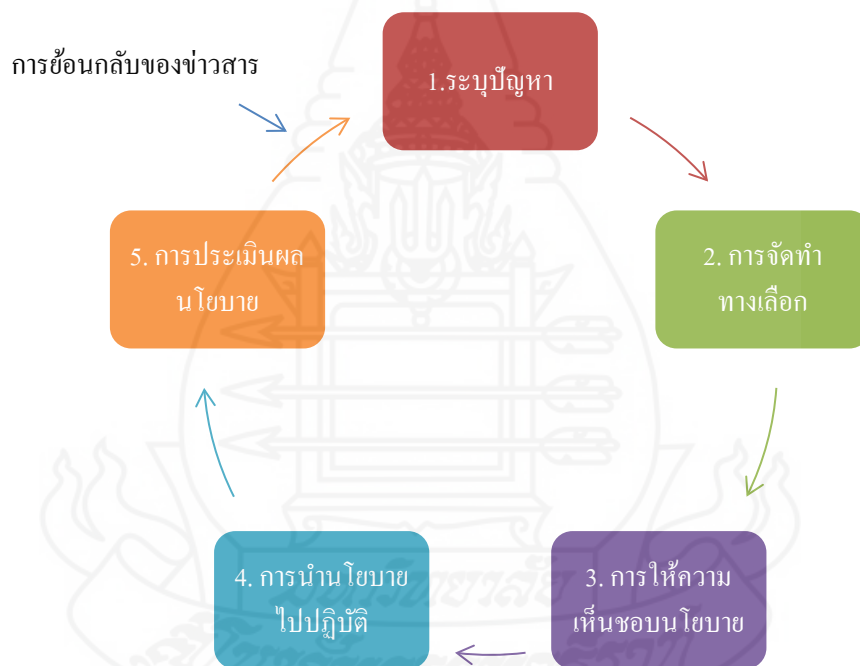 การย้อนกลับของข่าวสาร
1.ระบุปัญหา
2. การจัดทำ
ทางเลือก
3. การให้ความ
เห็นชอบนโยบาย
4. การนำนโยบาย
ไปปฏิบัติ
5. การประเมินผล
นโยบาย